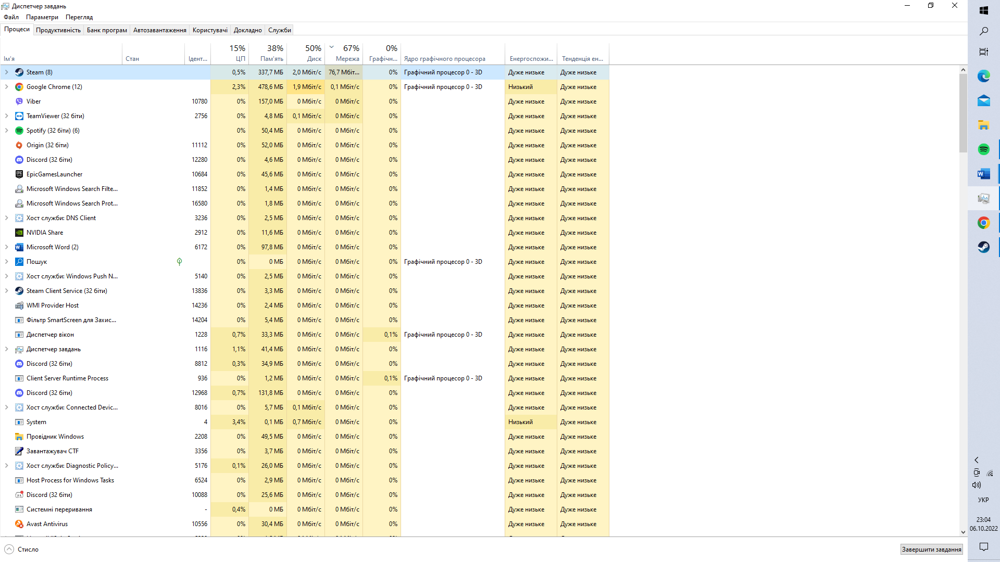 Диспетчер завдань
Файл Параметри Перегляд
Процеси Продуктивність Банк програм Автозавантаження Користувачі Докладно Служби
15% 38% 50% 67% 0%
Ім'я Стан Ідент... ЦП Пам'ять Диск Мережа Графічн... Ядро графічного процесора Енергоспожи... Тенденція ен...
Steam (8) 0,5% 337,7 МБ 2,0 Мбіт/с 76,7 Мбіт... 0% Графічний процесор 0 - 3D Дуже низьке Дуже низьке
Google Chrome (12) 2,3% 478,6 МБ 1,9 Мбіт/с 0,1 Мбіт/с 0% Графічний процесор 0 - 3D Низький Дуже низьке
Viber 10780 0% 157,0 МБ 0 Мбіт/с 0 Мбіт/с 0% Дуже низьке Дуже низьке
TeamViewer (32 біти) 2756 0% 4,8 МБ 0,1 Мбіт/с 0 Мбіт/с 0% Дуже низьке Дуже низьке
Spotify (32 біти) (6) 0% 50,4 МБ 0 Мбіт/с 0 Мбіт/с 0% Дуже низьке Дуже низьке
Origin (32 біти) 11112 0% 52,0 МБ 0 Мбіт/с 0 Мбіт/с 0% Дуже низьке Дуже низьке
Discord (32 біти) 12280 0% 4,6 МБ 0 Мбіт/с 0 Мбіт/с 0% Дуже низьке Дуже низьке
EpicGamesLauncher 10684 0% 45,6 МБ 0 Мбіт/с 0 Мбіт/с 0% Дуже низьке Дуже низьке
Microsoft Windows Search Filte... 11852 0% 1,4 МБ 0 Мбіт/с 0 Мбіт/с 0% Дуже низьке Дуже низьке
Microsoft Windows Search Prot... 16580 0% 1,8 МБ 0 Мбіт/с 0 Мбіт/с 0% Дуже низьке Дуже низьке
Хост служби: DNS Client 3236 0% 2,5 МБ 0 Мбіт/с 0 Мбіт/с 0% Дуже низьке Дуже низьке
NVIDIA Share 2912 0% 11,6 МБ 0 Мбіт/с 0 Мбіт/с 0% Дуже низьке Дуже низьке
Microsoft Word (2) 6172 0% 97,8 МБ 0 Мбіт/с 0 Мбіт/с 0% Дуже низьке Дуже низьке
Пошук 0% 0 МБ 0 Мбіт/с 0 Мбіт/с 0% Графічний процесор 0 - 3D Дуже низьке Дуже низьке
Хост служби: Windows Push N... 5140 0% 2,5 МБ 0 Мбіт/с 0 Мбіт/с 0% Дуже низьке Дуже низьке
Steam Client Service (32 біти) 13836 0% 3,3 МБ 0 Мбіт/с 0 Мбіт/с 0% Дуже низьке Дуже низьке
WMI Provider Host 14236 0% 2,4 МБ 0 Мбіт/с 0 Мбіт/с 0% Дуже низьке Дуже низьке
Фільтр SmartScreen для Захис... 14204 0% 5,4 МБ 0 Мбіт/с 0 Мбіт/с 0% Дуже низьке Дуже низьке
Диспетчер вікон 1228 0,7% 33,3 МБ 0 Мбіт/с 0 Мбіт/с 0,1% Графічний процесор 0 - 3D Дуже низьке Дуже низьке
Диспетчер завдань 1116 1,1% 41,4 МБ 0 Мбіт/с 0 Мбіт/с 0% Дуже низьке Дуже низьке
Discord (32 біти) 8812 0,3% 34,9 МБ 0 Мбіт/с 0 Мбіт/с 0% Дуже низьке Дуже низьке
Client Server Runtime Process 936 0% 1,2 МБ 0 Мбіт/с 0 Мбіт/с 0,1% Графічний процесор 0 - 3D Дуже низьке Дуже низьке
Discord (32 біти) 12968 0,7% 131,8 МБ 0 Мбіт/с 0 Мбіт/с 0% Дуже низьке Дуже низьке
Хост служби: Connected Devic... 8016 0% 5,7 МБ 0,1 Мбіт/с 0 Мбіт/с 0% Дуже низьке Дуже низьке
System 4 3,4% 0,1 МБ 0,7 Мбіт/с 0 Мбіт/с 0% Низький Дуже низьке
Провідник Windows 2208 0% 49,5 МБ 0 Мбіт/с 0 Мбіт/с 0% Дуже низьке Дуже низьке
Завантажувач CTF 3356 0% 3,7 МБ 0 Мбіт/с 0 Мбіт/с 0% Дуже низьке Дуже низьке
Хост служби: Diagnostic Policy... 5176 0,1% 26,0 МБ 0 Мбіт/с 0 Мбіт/с 0% Дуже низьке Дуже низьке
Host Process for Windows Tasks 6524 0% 2,9 МБ 0 Мбіт/с 0 Мбіт/с 0% Дуже низьке Дуже низьке
Discord (32 біти) 10088 0% 25,6 МБ 0 Мбіт/с 0 Мбіт/с 0% Дуже низьке Дуже низьке
Системні переривання - 0,4% 0 МБ 0 Мбіт/с 0 Мбіт/с 0% Дуже низьке Дуже низьке
Avast Antivirus 10556 0% 30,4 МБ 0 Мбіт/с 0 Мбіт/с 0% Дуже низьке Дуже низьке
Стисло
Завершити завдання
УКР
23:04
06.10.2022